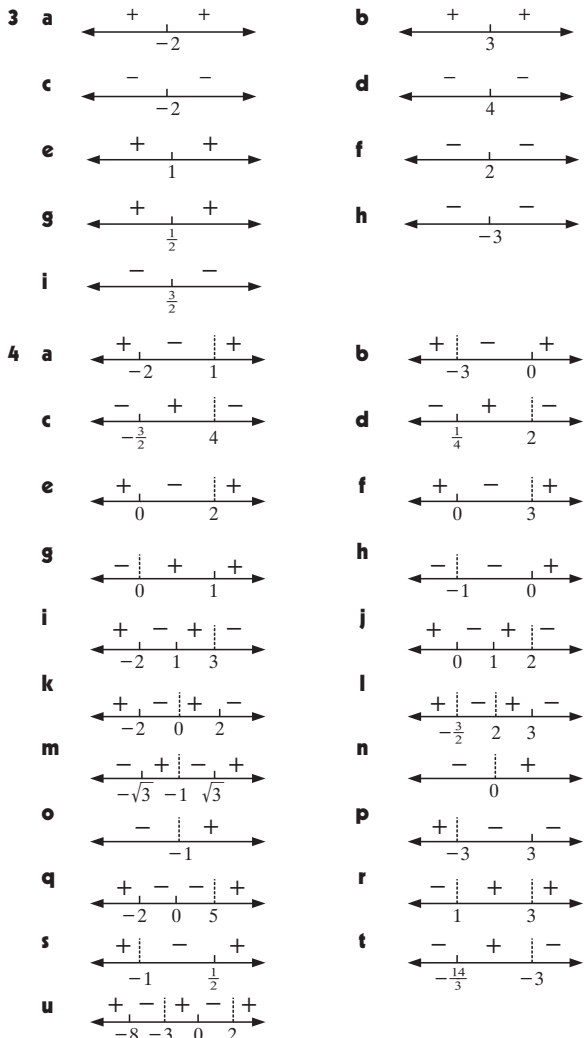 3 a + + −2 b + + 3
c − − −2 d − − 4
e + + 1 f − − 2
g + + 1/2 h − − −3
i − − 3/2
4 a + − + −2 1 b + − + −3 0
c − + − −3/2 4 d − + − 1/4 2
e + − + 0 2 f + − + 0 3
g − + + 0 1 h − − + −1 0
i + − + − −2 1 3 j + − + − 0 1 2
k + − + − −2 0 2 l + − + − −3/2 2 3
m − + − + −√3 −1 √3 n − + 0
o − + −1 p + − − −3 3
q + − − + −2 0 5 r − + + 1 3
s + − + −1 1/2 t − + − −14/3 −3
u + − + − + −8 −3 0 2